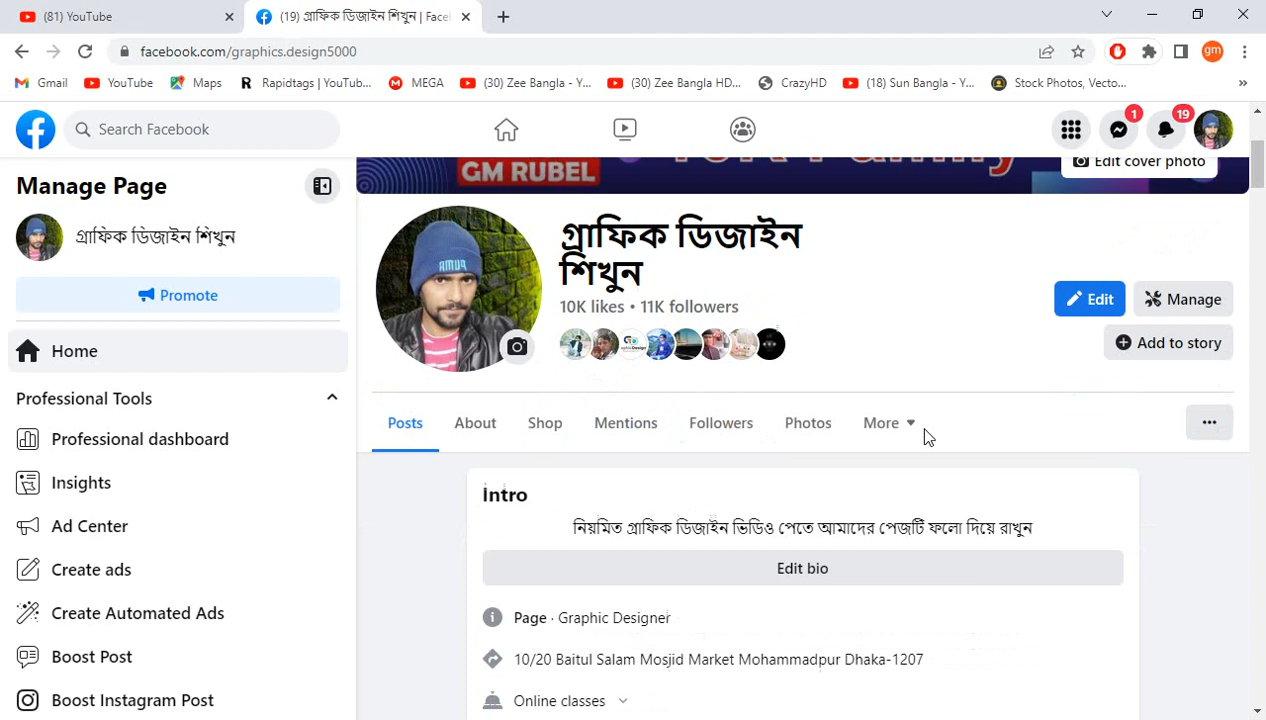 (81) YouTube
(19) গ্রাফিক ডিজাইন শিখুন | Face
facebook.com/graphics.design5000
gm
Gmail
YouTube
Maps
Rapidtags | YouTub...
MEGA
(30) Zee Bangla - Y...
(30) Zee Bangla HD...
CrazyHD
(18) Sun Bangla - Y...
Stock Photos, Vecto...
Search Facebook
1
19
Manage Page
গ্রাফিক ডিজাইন শিখুন
Promote
Home
Professional Tools
Professional dashboard
Insights
Ad Center
Create ads
Create Automated Ads
Boost Post
Boost Instagram Post
GM RUBEL
Family
Edit cover photo
PUMA
গ্রাফিক ডিজাইন
শিখুন
10K likes • 11K followers
Edit
Manage
Add to story
Posts
About
Shop
Mentions
Followers
Photos
More
Intro
নিয়মিত গ্রাফিক ডিজাইন ভিডিও পেতে আমাদের পেজটি ফলো দিয়ে রাখুন
Edit bio
Page · Graphic Designer
10/20 Baitul Salam Mosjid Market Mohammadpur Dhaka-1207
Online classes